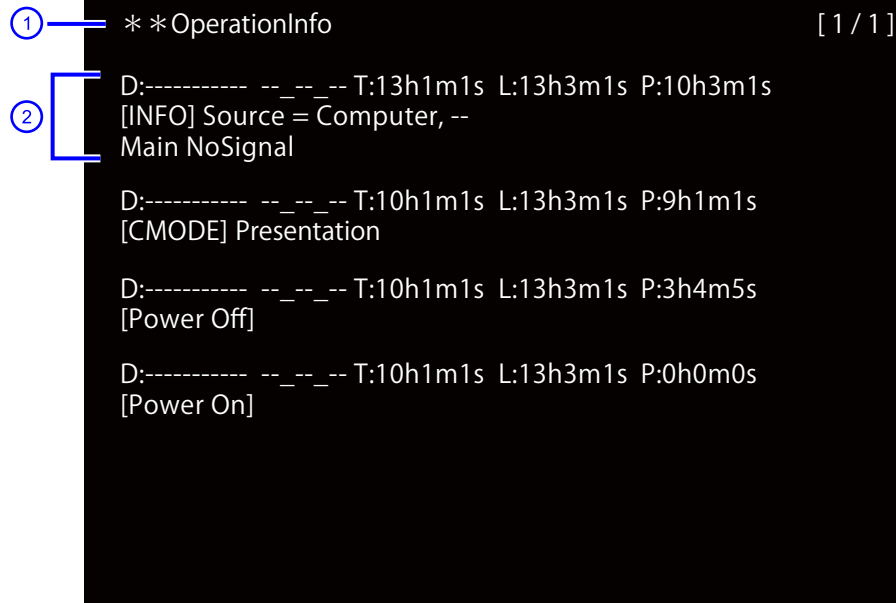 1
＊＊OperationInfo [ 1 / 1 ]
2
D:----------- --_--_-- T:13h1m1s L:13h3m1s P:10h3m1s
[INFO] Source = Computer, --
Main NoSignal
D:----------- --_--_-- T:10h1m1s L:13h3m1s P:9h1m1s
[CMODE] Presentation
D:----------- --_--_-- T:10h1m1s L:13h3m1s P:3h4m5s
[Power Off]
D:----------- --_--_-- T:10h1m1s L:13h3m1s P:0h0m0s
[Power On]